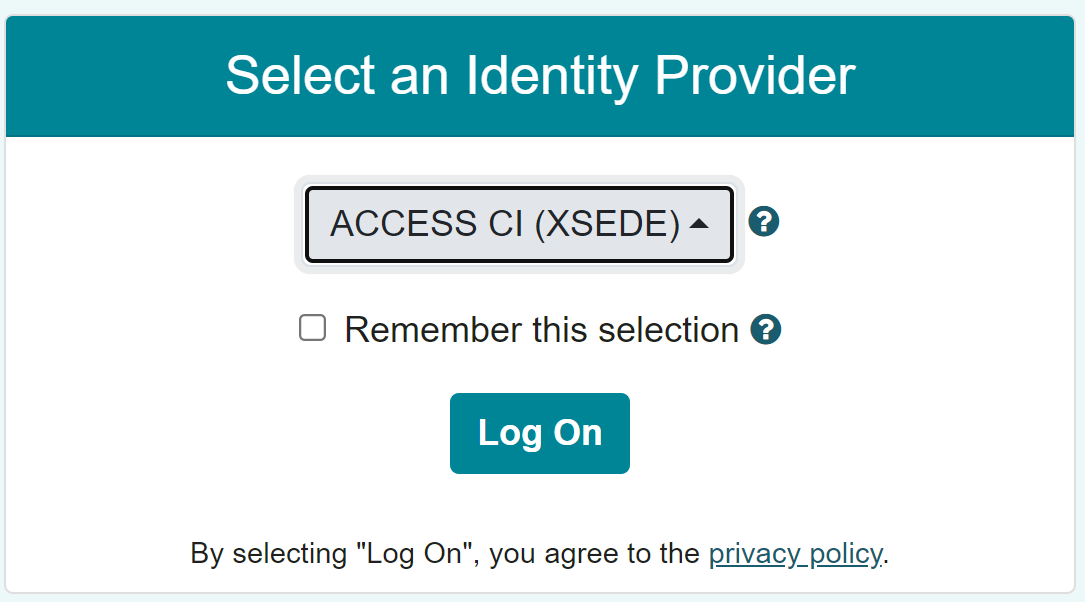 Select an Identity Provider
ACCESS CI (XSEDE)
Remember this selection
Log On
By selecting "Log On", you agree to the privacy policy.